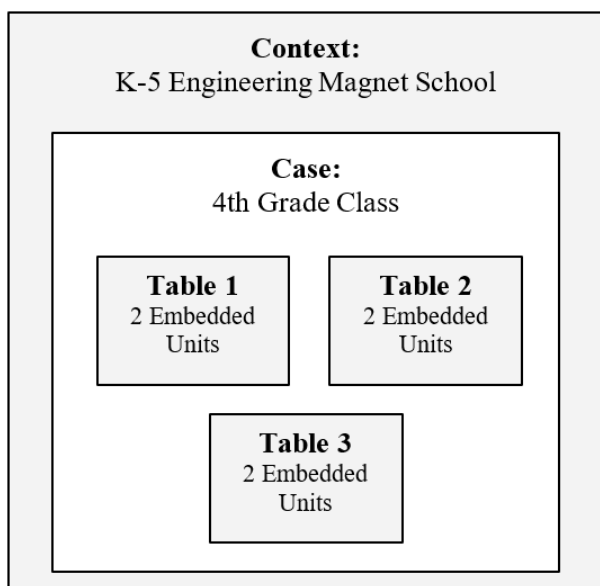 Context:
K-5 Engineering Magnet School
Case:
4th Grade Class
Table 1
2 Embedded
Units
Table 2
2 Embedded
Units
Table 3
2 Embedded
Units